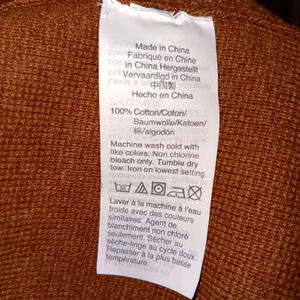 Made in China
Fabriqué en Chine
in China Hergestellt
Vervaardigd in China
中国製
Hecho en China
100% Cotton/Coton/
Baumwolle/Katoen/
綿/algodón
Machine wash cold with
like colors. Non chlorine
bleach only. Tumble dry
low. Iron on lowest setting.
30
Laver à la machine à l'eau
froide avec des couleurs
similaires. Agent de
blanchiment non chloré
seulement. Sécher au
sèche-linge au cycle doux.
Repasser à la plus basse
température.